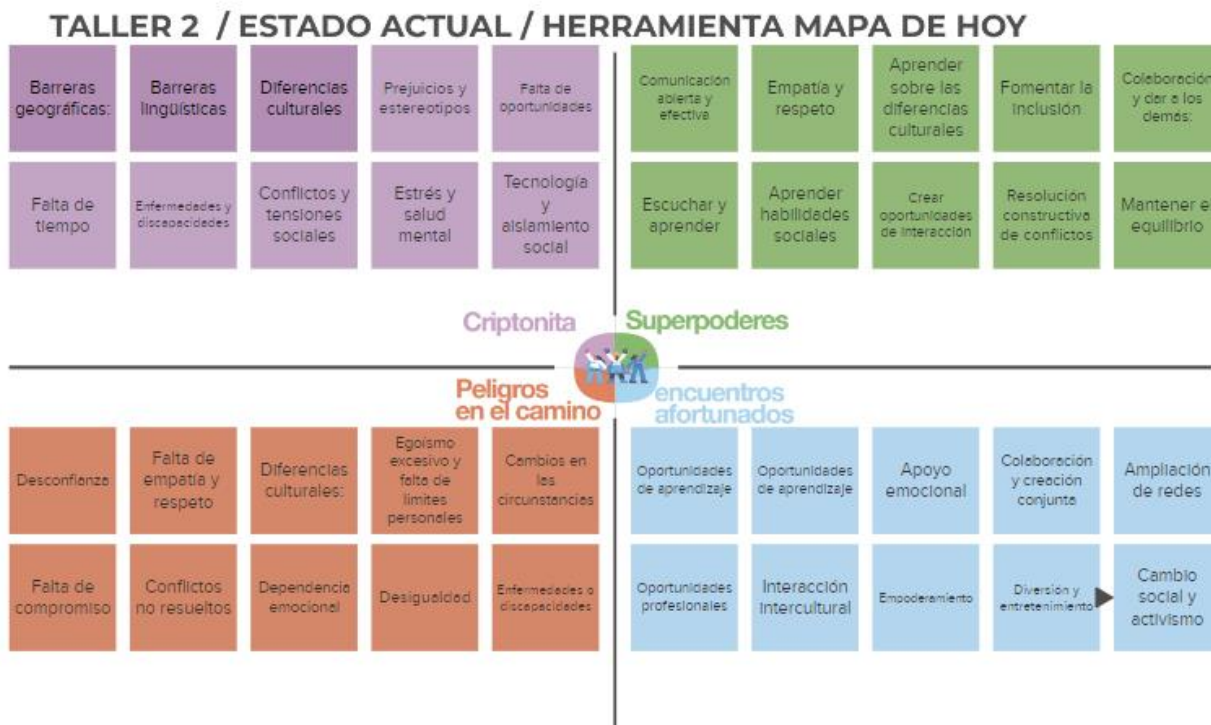 TALLER 2 / ESTADO ACTUAL / HERRAMIENTA MAPA DE HOY
Barreras
geográficas:
Barreras
lingüísticas
Diferencias
culturales
Prejuicios y
estereotipos
Falta de
oportunidades
Falta de
tiempo
Enfermedades y
discapacidades
Conflictos y
tensiones
sociales
Estrés y
salud
mental
Tecnología
y
aislamiento
social
Comunicación
abierta y
efectiva
Empatía y
respeto
Aprender
sobre las
diferencias
culturales
Fomentar la
inclusión
Colaboración
y dar a los
demás:
Escuchar y
aprender
Aprender
habilidades
sociales
Crear
oportunidades
de interacción
Resolución
constructiva
de conflictos
Mantener e
equilibrio
Criptonita
Superpoderes
Peligros
en el camino
encuentros
afortunados
Desconfianza
Falta de
empatía y
respeto
Diferencias
culturales:
Egoísmo
excesivo y
falta de
límites
personales
Cambios en
las
circunstancias
Falta de
compromiso
Conflictos
no resueltos
Dependencia
emocional
Desigualdad
Enfermedades o
discapacidades
Oportunidades
de aprendizaje
Oportunidades
de aprendizaje
Apoyo
emocional
Colaboración
y creación
conjunta
Ampliación
de redes
Oportunidades
profesionales
Interacción
intercultural
Empoderamiento
Diversión y
entretenimiento
Cambio
social y
activismo